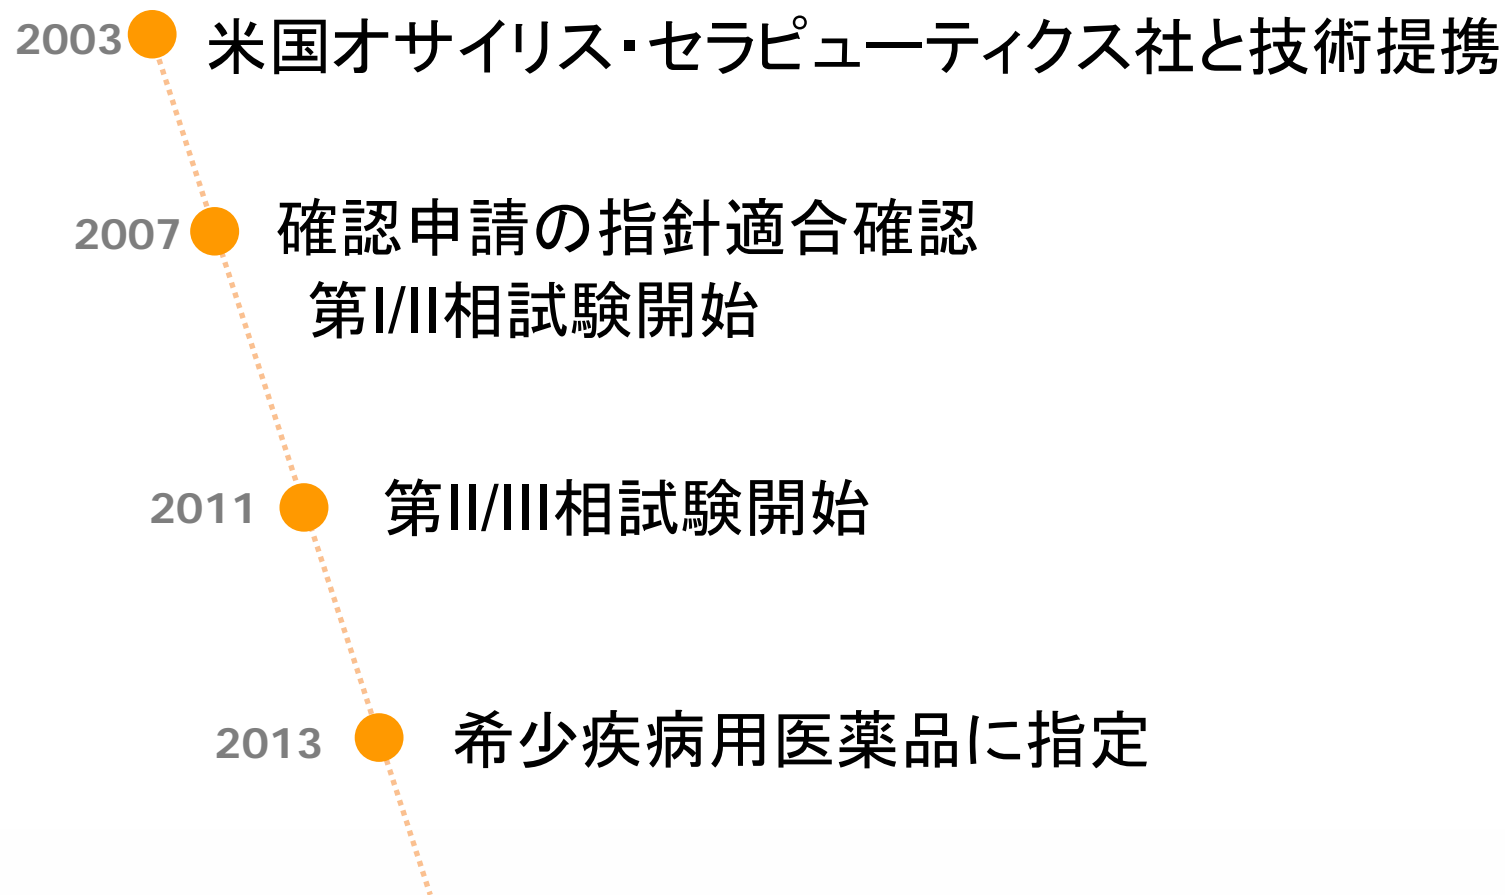 2003 米国オサイリス・セラピューティクス社と技術提携
2007 確認申請の指針適合確認
第I/II相試験開始
2011 第II/III相試験開始
2013 希少疾病用医薬品に指定